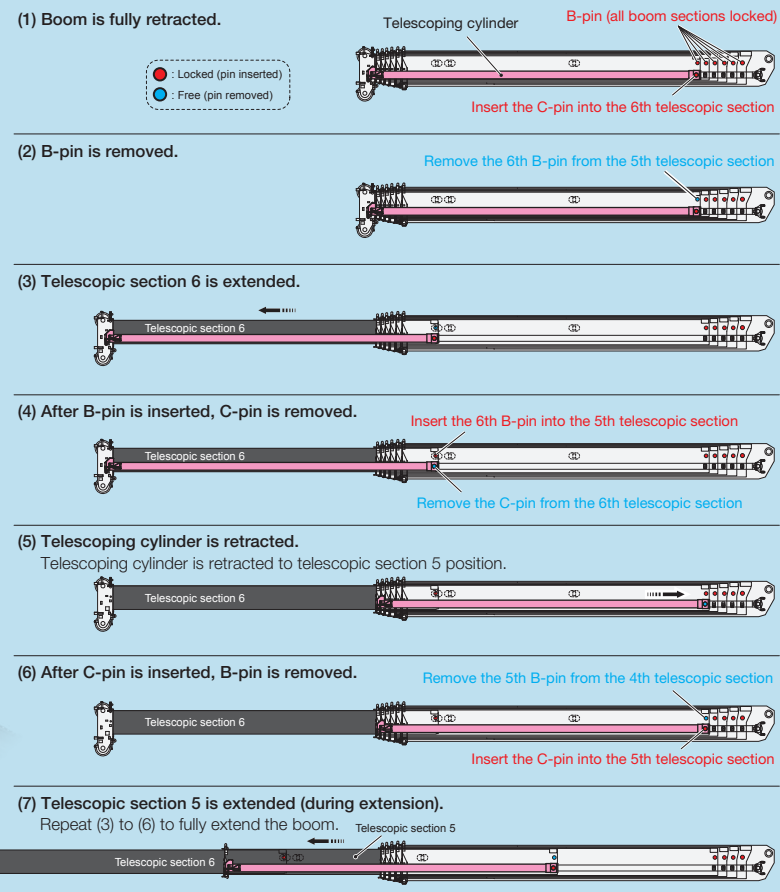 (1) Boom is fully retracted.
Telescoping cylinder
B-pin (all boom sections locked)
: Locked (pin inserted)
: Free (pin removed)
Insert the C-pin into the 6th telescopic section
(2) B-pin is removed.
Remove the 6th B-pin from the 5th telescopic section
(3) Telescopic section 6 is extended.
Telescopic section 6
(4) After B-pin is inserted, C-pin is removed.
Insert the 6th B-pin into the 5th telescopic section
Telescopic section 6
Remove the C-pin from the 6th telescopic section
(5) Telescoping cylinder is retracted.
Telescoping cylinder is retracted to telescopic section 5 position.
Telescopic section 6
(6) After C-pin is inserted, B-pin is removed.
Remove the 5th B-pin from the 4th telescopic section
Telescopic section 6
Insert the C-pin into the 5th telescopic section
(7) Telescopic section 5 is extended (during extension).
Repeat (3) to (6) to fully extend the boom.
Telescopic section 5
Telescopic section 6